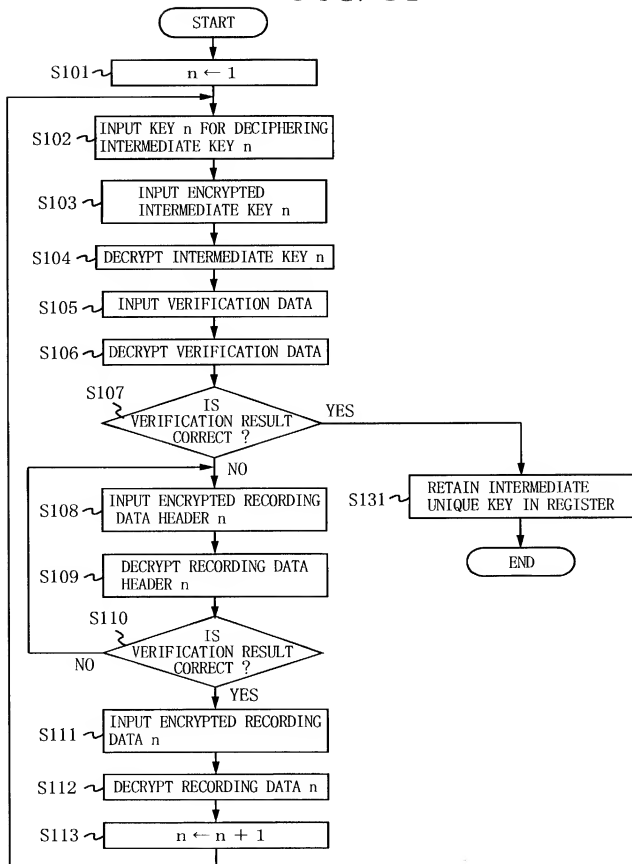 START
S101
n ← 1
S102
INPUT KEY n FOR DECIPHERING
INTERMEDIATE KEY n
S103
INPUT ENCRYPTED
INTERMEDIATE KEY n
S104
DECRYPT INTERMEDIATE KEY n
S105
INPUT VERIFICATION DATA
S106
DECRYPT VERIFICATION DATA
S107
IS
VERIFICATION RESULT
CORRECT ?
YES
NO
S131
RETAIN INTERMEDIATE
UNIQUE KEY IN REGISTER
END
S108
INPUT ENCRYPTED RECORDING
DATA HEADER n
S109
DECRYPT RECORDING DATA
HEADER n
S110
IS
VERIFICATION RESULT
CORRECT ?
NO
YES
S111
INPUT ENCRYPTED RECORDING
DATA n
S112
DECRYPT RECORDING DATA n
S113
n ← n + 1